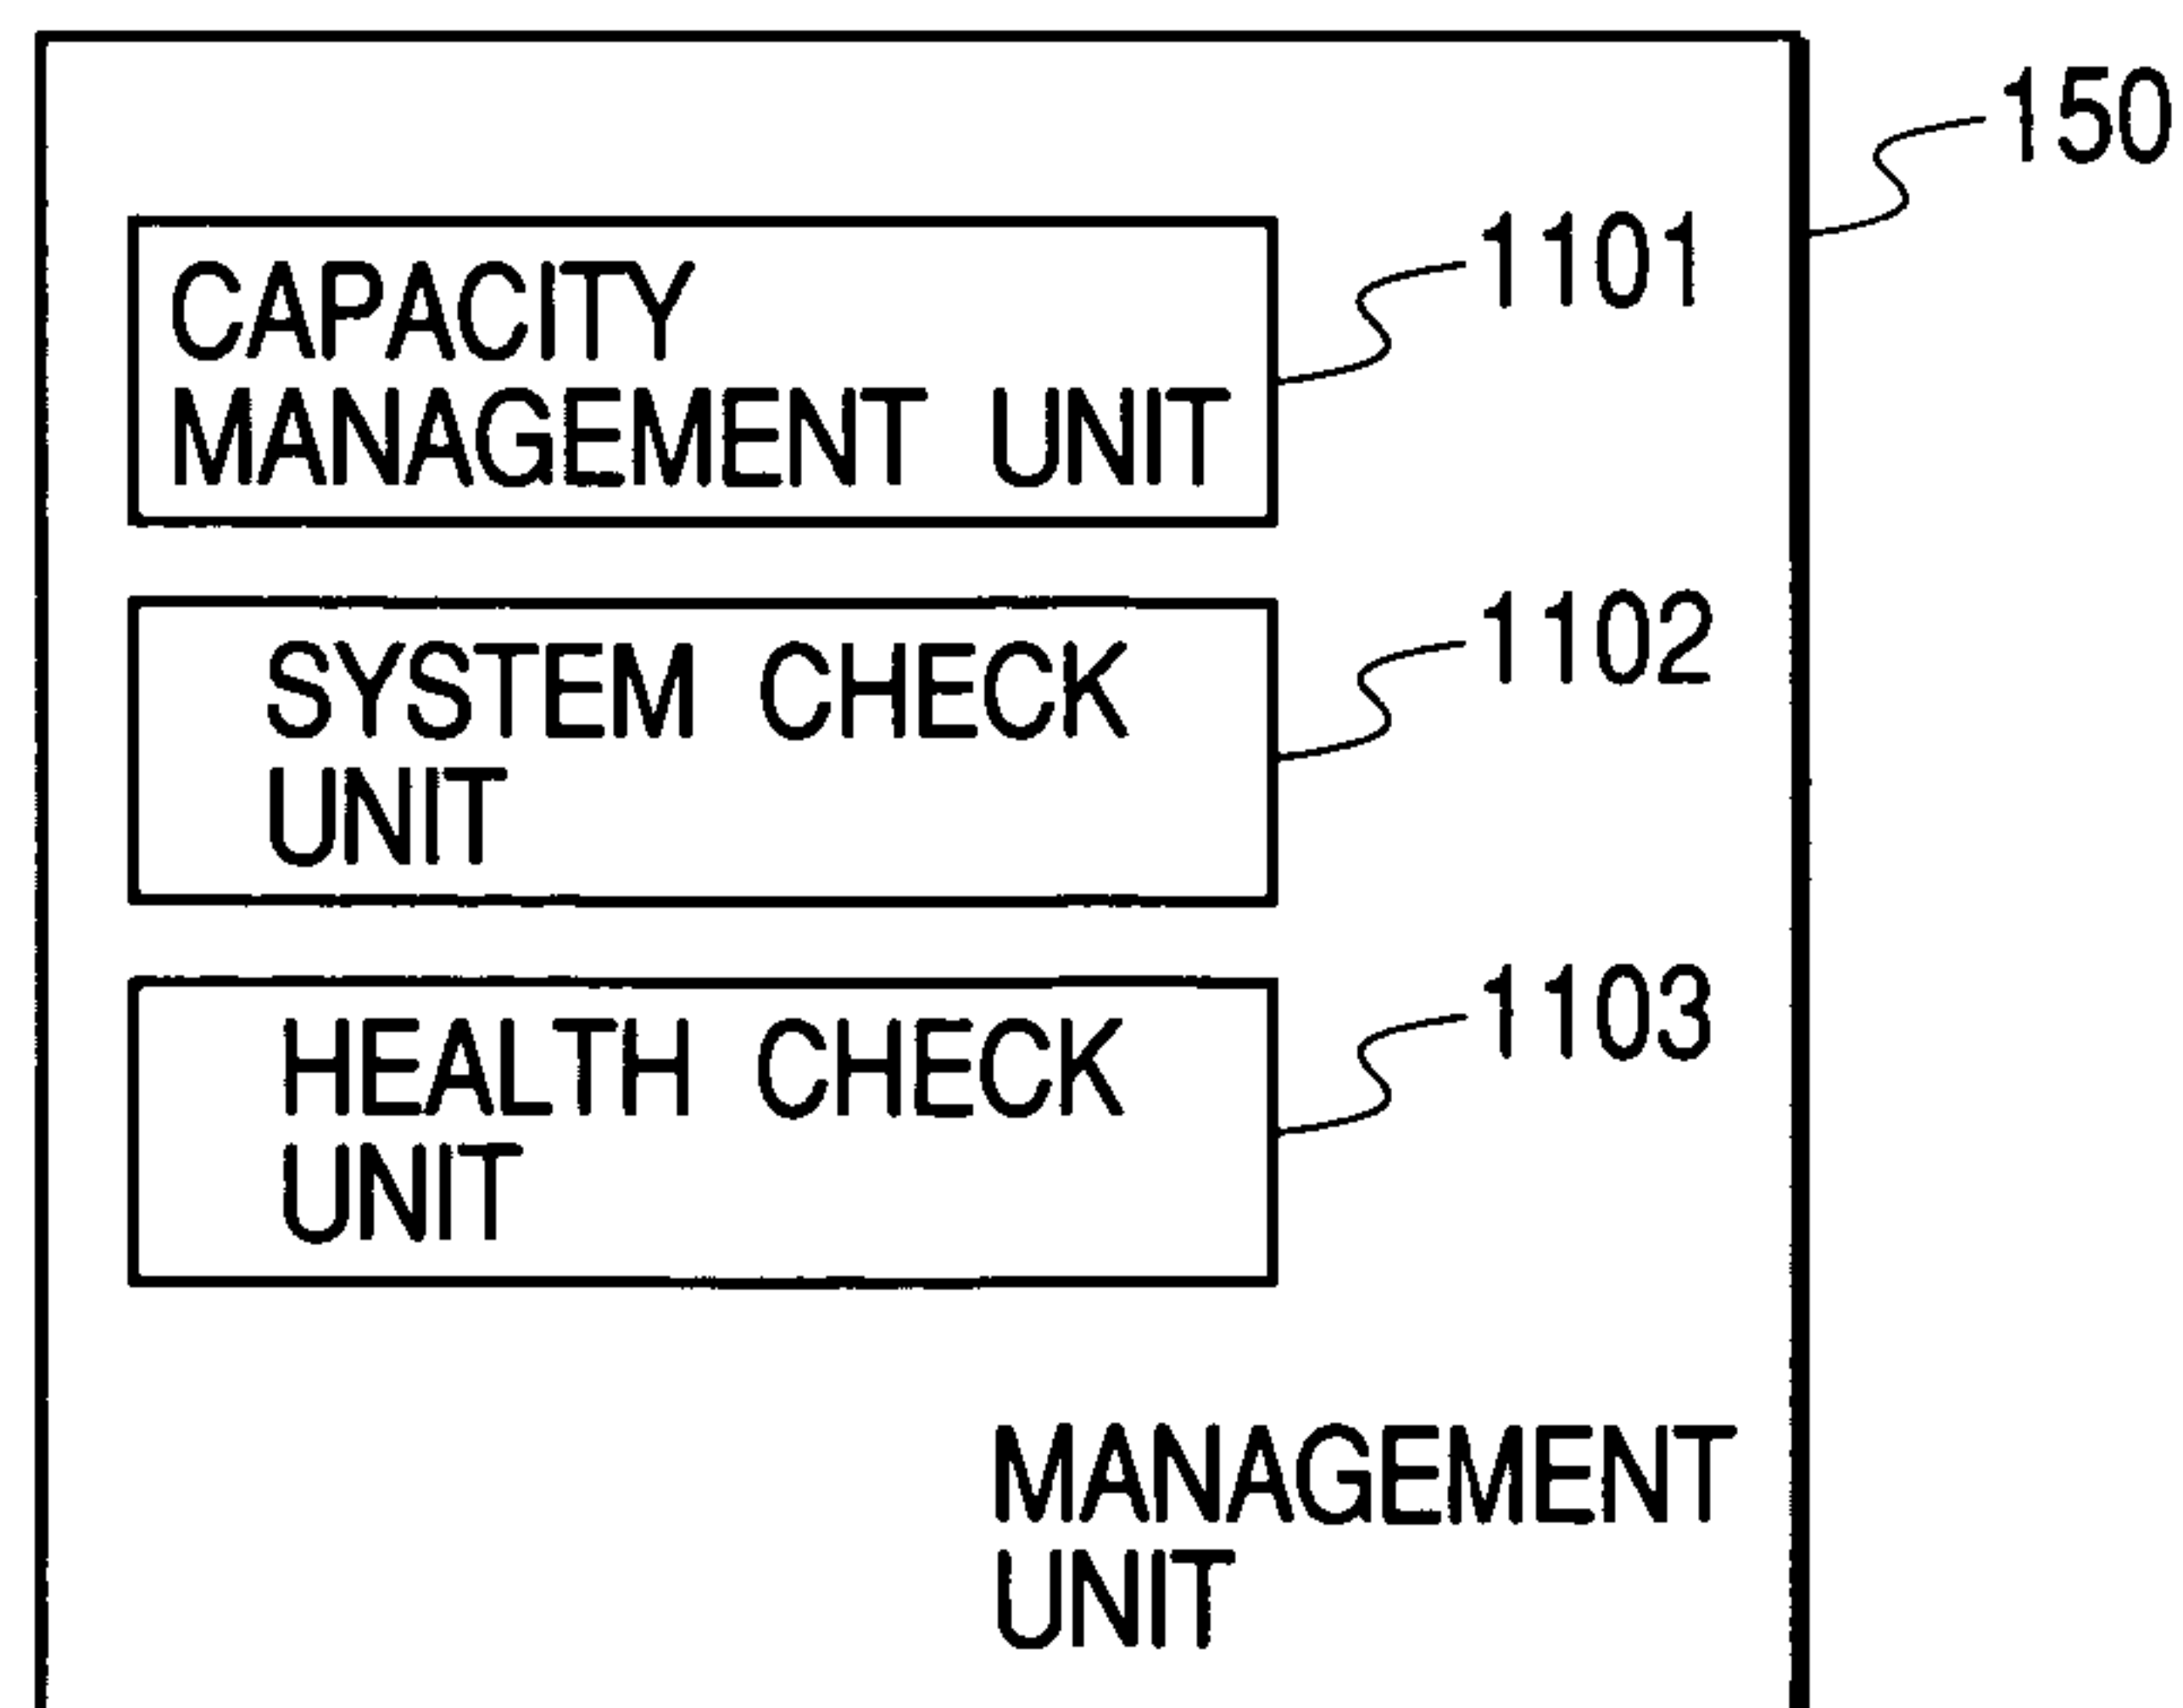 150
1101
CAPACITY
MANAGEMENT UNIT
1102
SYSTEM CHECK
UNIT
1103
HEALTH CHECK
UNIT
MANAGEMENT
UNIT